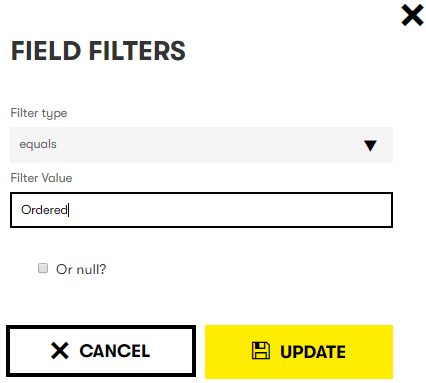 FIELD FILTERS
Filter type
equals
Filter Value
Ordered
Or null?
CANCEL
UPDATE